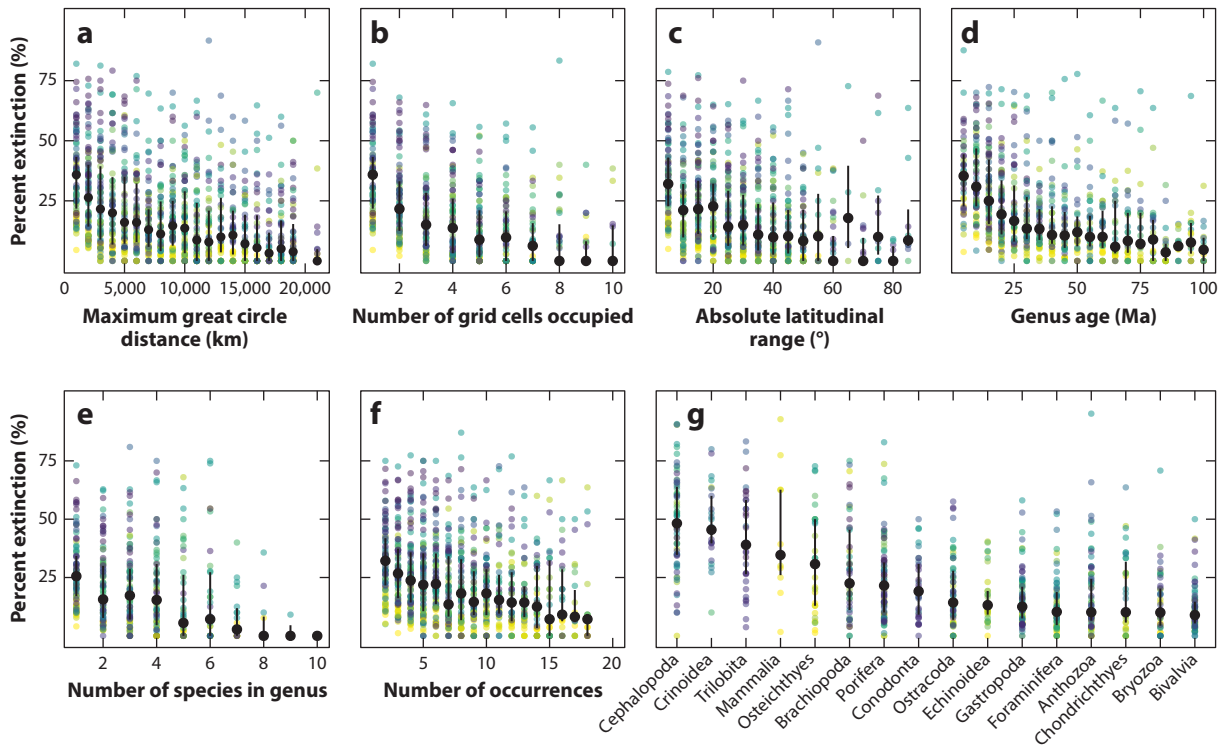 a
b
c
d
Percent extinction (%)
75
50
25
0
5,000
10,000
15,000
20,000
2
4
6
8
10
20
40
60
80
25
50
75
100
Maximum great circle
distance (km)
Number of grid cells occupied
Absolute latitudinal
range (°)
Genus age (Ma)
e
f
g
Percent extinction (%)
75
50
25
75
50
25
2
4
6
8
10
5
10
15
20
Number of species in genus
Number of occurrences
Cephalopoda
Crinoidea
Trilobita
Mammalia
Osteichthyes
Brachiopoda
Porifera
Conodonta
Ostracoda
Echinoidea
Gastropoda
Foraminifera
Anthozoa
Chondrichthyes
Bryozoa
Bivalvia